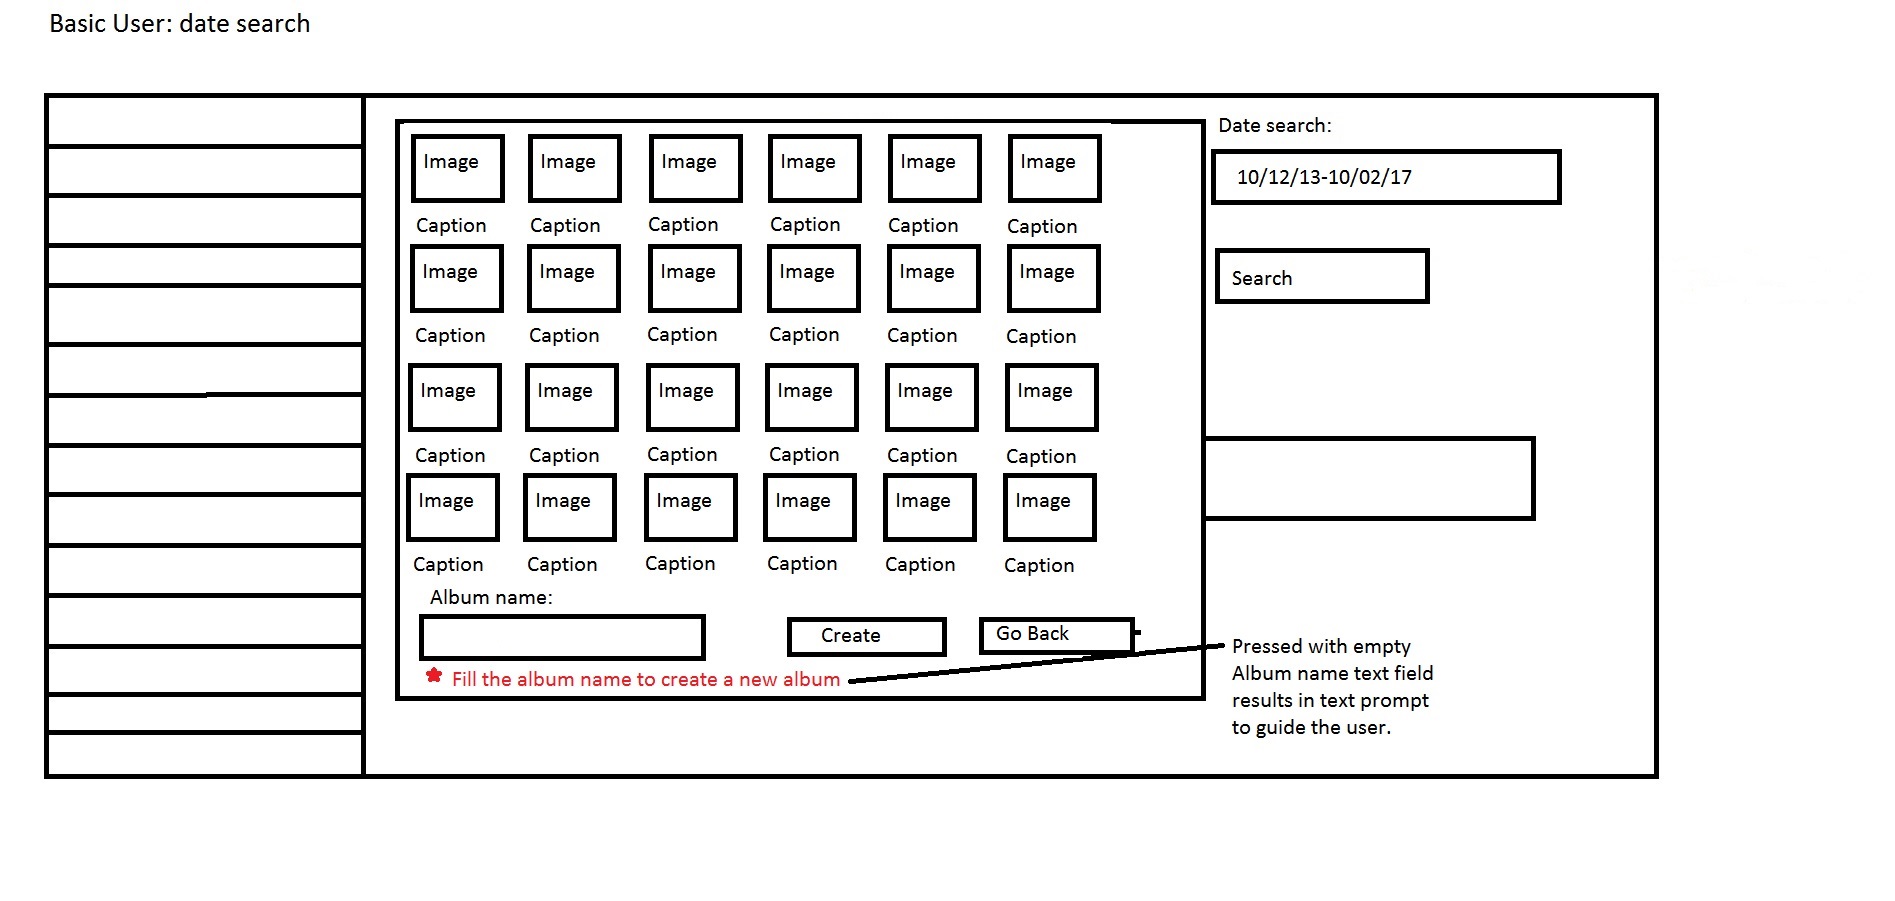 Basic User: date search
Date search:
10/12/13-10/02/17
Search
Image Image Image Image Image Image
Caption Caption Caption Caption Caption Caption
Image Image Image Image Image Image
Caption Caption Caption Caption Caption Caption
Image Image Image Image Image Image
Caption Caption Caption Caption Caption Caption
Image Image Image Image Image Image
Caption Caption Caption Caption Caption Caption
Album name:
Create
Go Back
Fill the album name to create a new album
Pressed with empty
Album name text field
results in text prompt
to guide the user.